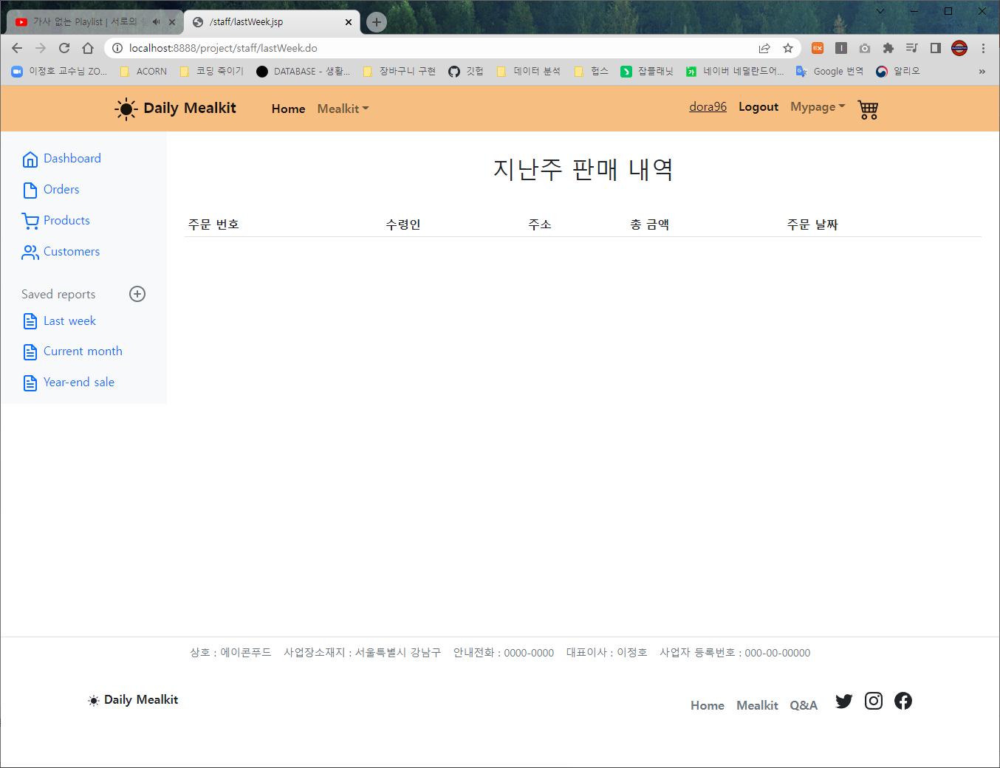 가사 없는 Playlist | 서로의
/staff/lastWeek.jsp
localhost:8888/project/staff/lastWeek.do
이정호 교수님 ZO...
ACORN
코딩 죽이기
DATABASE - 생활...
장바구니 구현
깃헙
데이터 분석
헙스
잡플래닛
네이버 네덜란드어...
Google 번역
알리오
»
Daily Mealkit
Home
Mealkit
dora96
Logout
Mypage
Dashboard
Orders
Products
Customers
Saved reports
Last week
Current month
Year-end sale
지난주 판매 내역
주문 번호 수령인 주소 총 금액 주문 날짜
상호 : 에이콘푸드 사업장소재지 : 서울특별시 강남구 안내전화 : 0000-0000 대표이사 : 이정호 사업자 등록번호 : 000-00-00000
Daily Mealkit
Home Mealkit Q&A